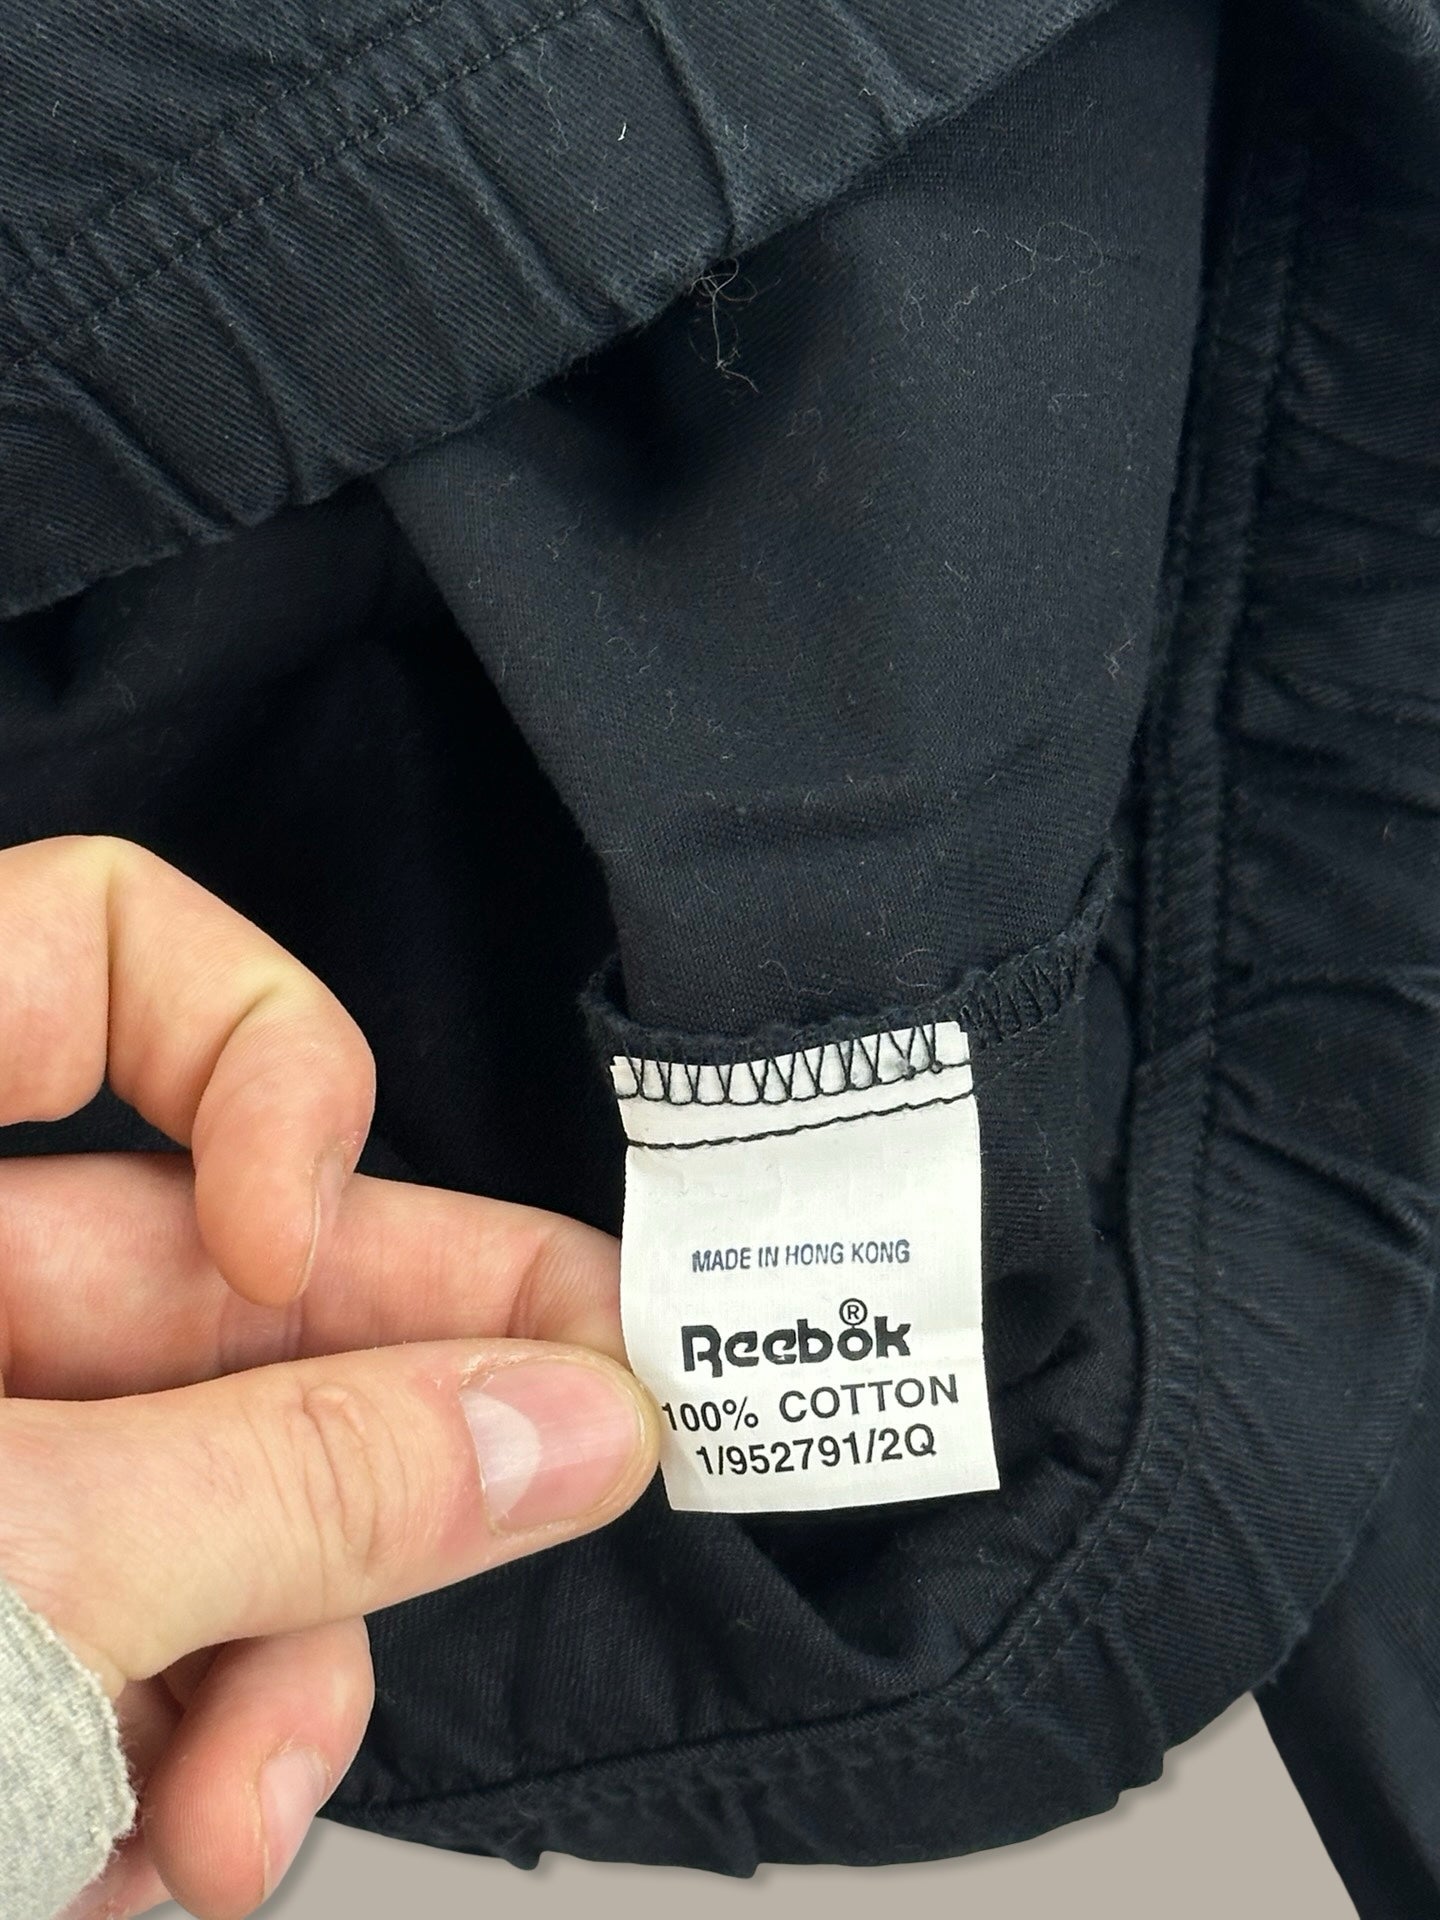 MADE IN HONG KONG
Reebok®
100% COTTON
1/952791/2Q